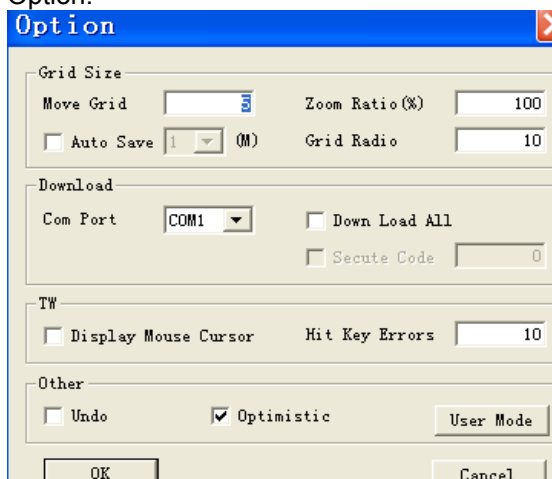 Option:
Option
Grid Size
Move Grid 5 Zoom Ratio(%) 100
Auto Save 1 (M) Grid Radio 10
Download
Com Port COM1 Down Load All
Secute Code 0
TW
Display Mouse Cursor Hit Key Errors 10
Other
Undo Optimistic User Mode
OK Cancel